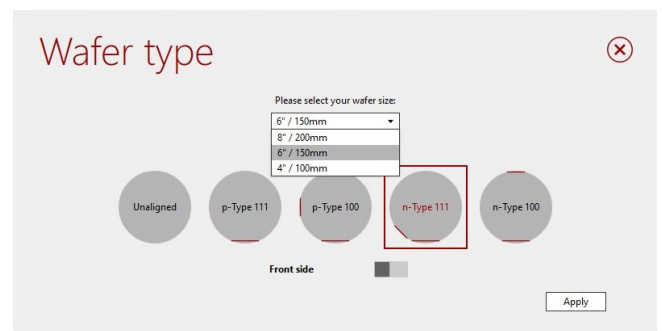 Wafer type
Please select your wafer size:
6" / 150mm
8" / 200mm
6" / 150mm
4" / 100mm
Unaligned
p-Type 111
p-Type 100
n-Type 111
n-Type 100
Front side
Apply